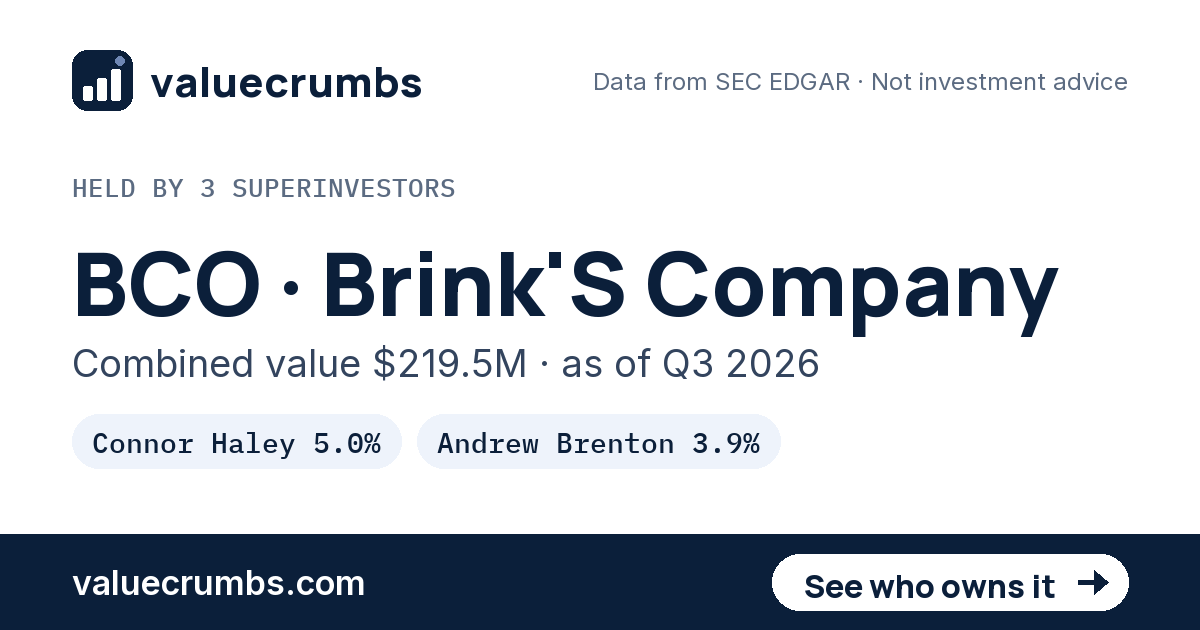 valuecrumbs
Data from SEC EDGAR · Not investment advice
HELD BY 3 SUPERINVESTORS
BCO · Brink'S Company
Combined value $219.5M · as of Q3 2026
Connor Haley 5.0%
Andrew Brenton 3.9%
valuecrumbs.com
See who owns it →